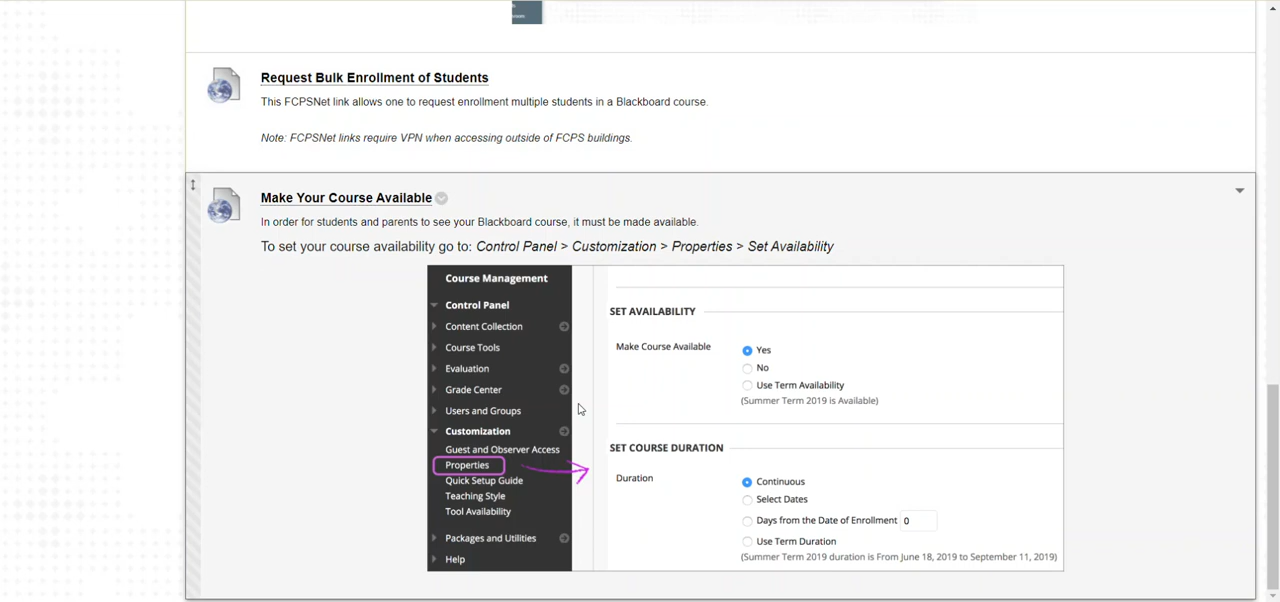 Request Bulk Enrollment of Students
This FCPSNet link allows one to request enrollment multiple students in a Blackboard course.
Note: FCPSNet links require VPN when accessing outside of FCPS buildings.
Make Your Course Available
In order for students and parents to see your Blackboard course, it must be made available.
To set your course availability go to: Control Panel > Customization > Properties > Set Availability
Course Management
Control Panel
Content Collection
Course Tools
Evaluation
Grade Center
Users and Groups
Customization
Guest and Observer Access
Properties
Quick Setup Guide
Teaching Style
Tool Availability
Packages and Utilities
Help
SET AVAILABILITY
Make Course Available
Yes
No
Use Term Availability
(Summer Term 2019 is Available)
SET COURSE DURATION
Duration
Continuous
Select Dates
Days from the Date of Enrollment 0
Use Term Duration
(Summer Term 2019 duration is From June 18, 2019 to September 11, 2019)